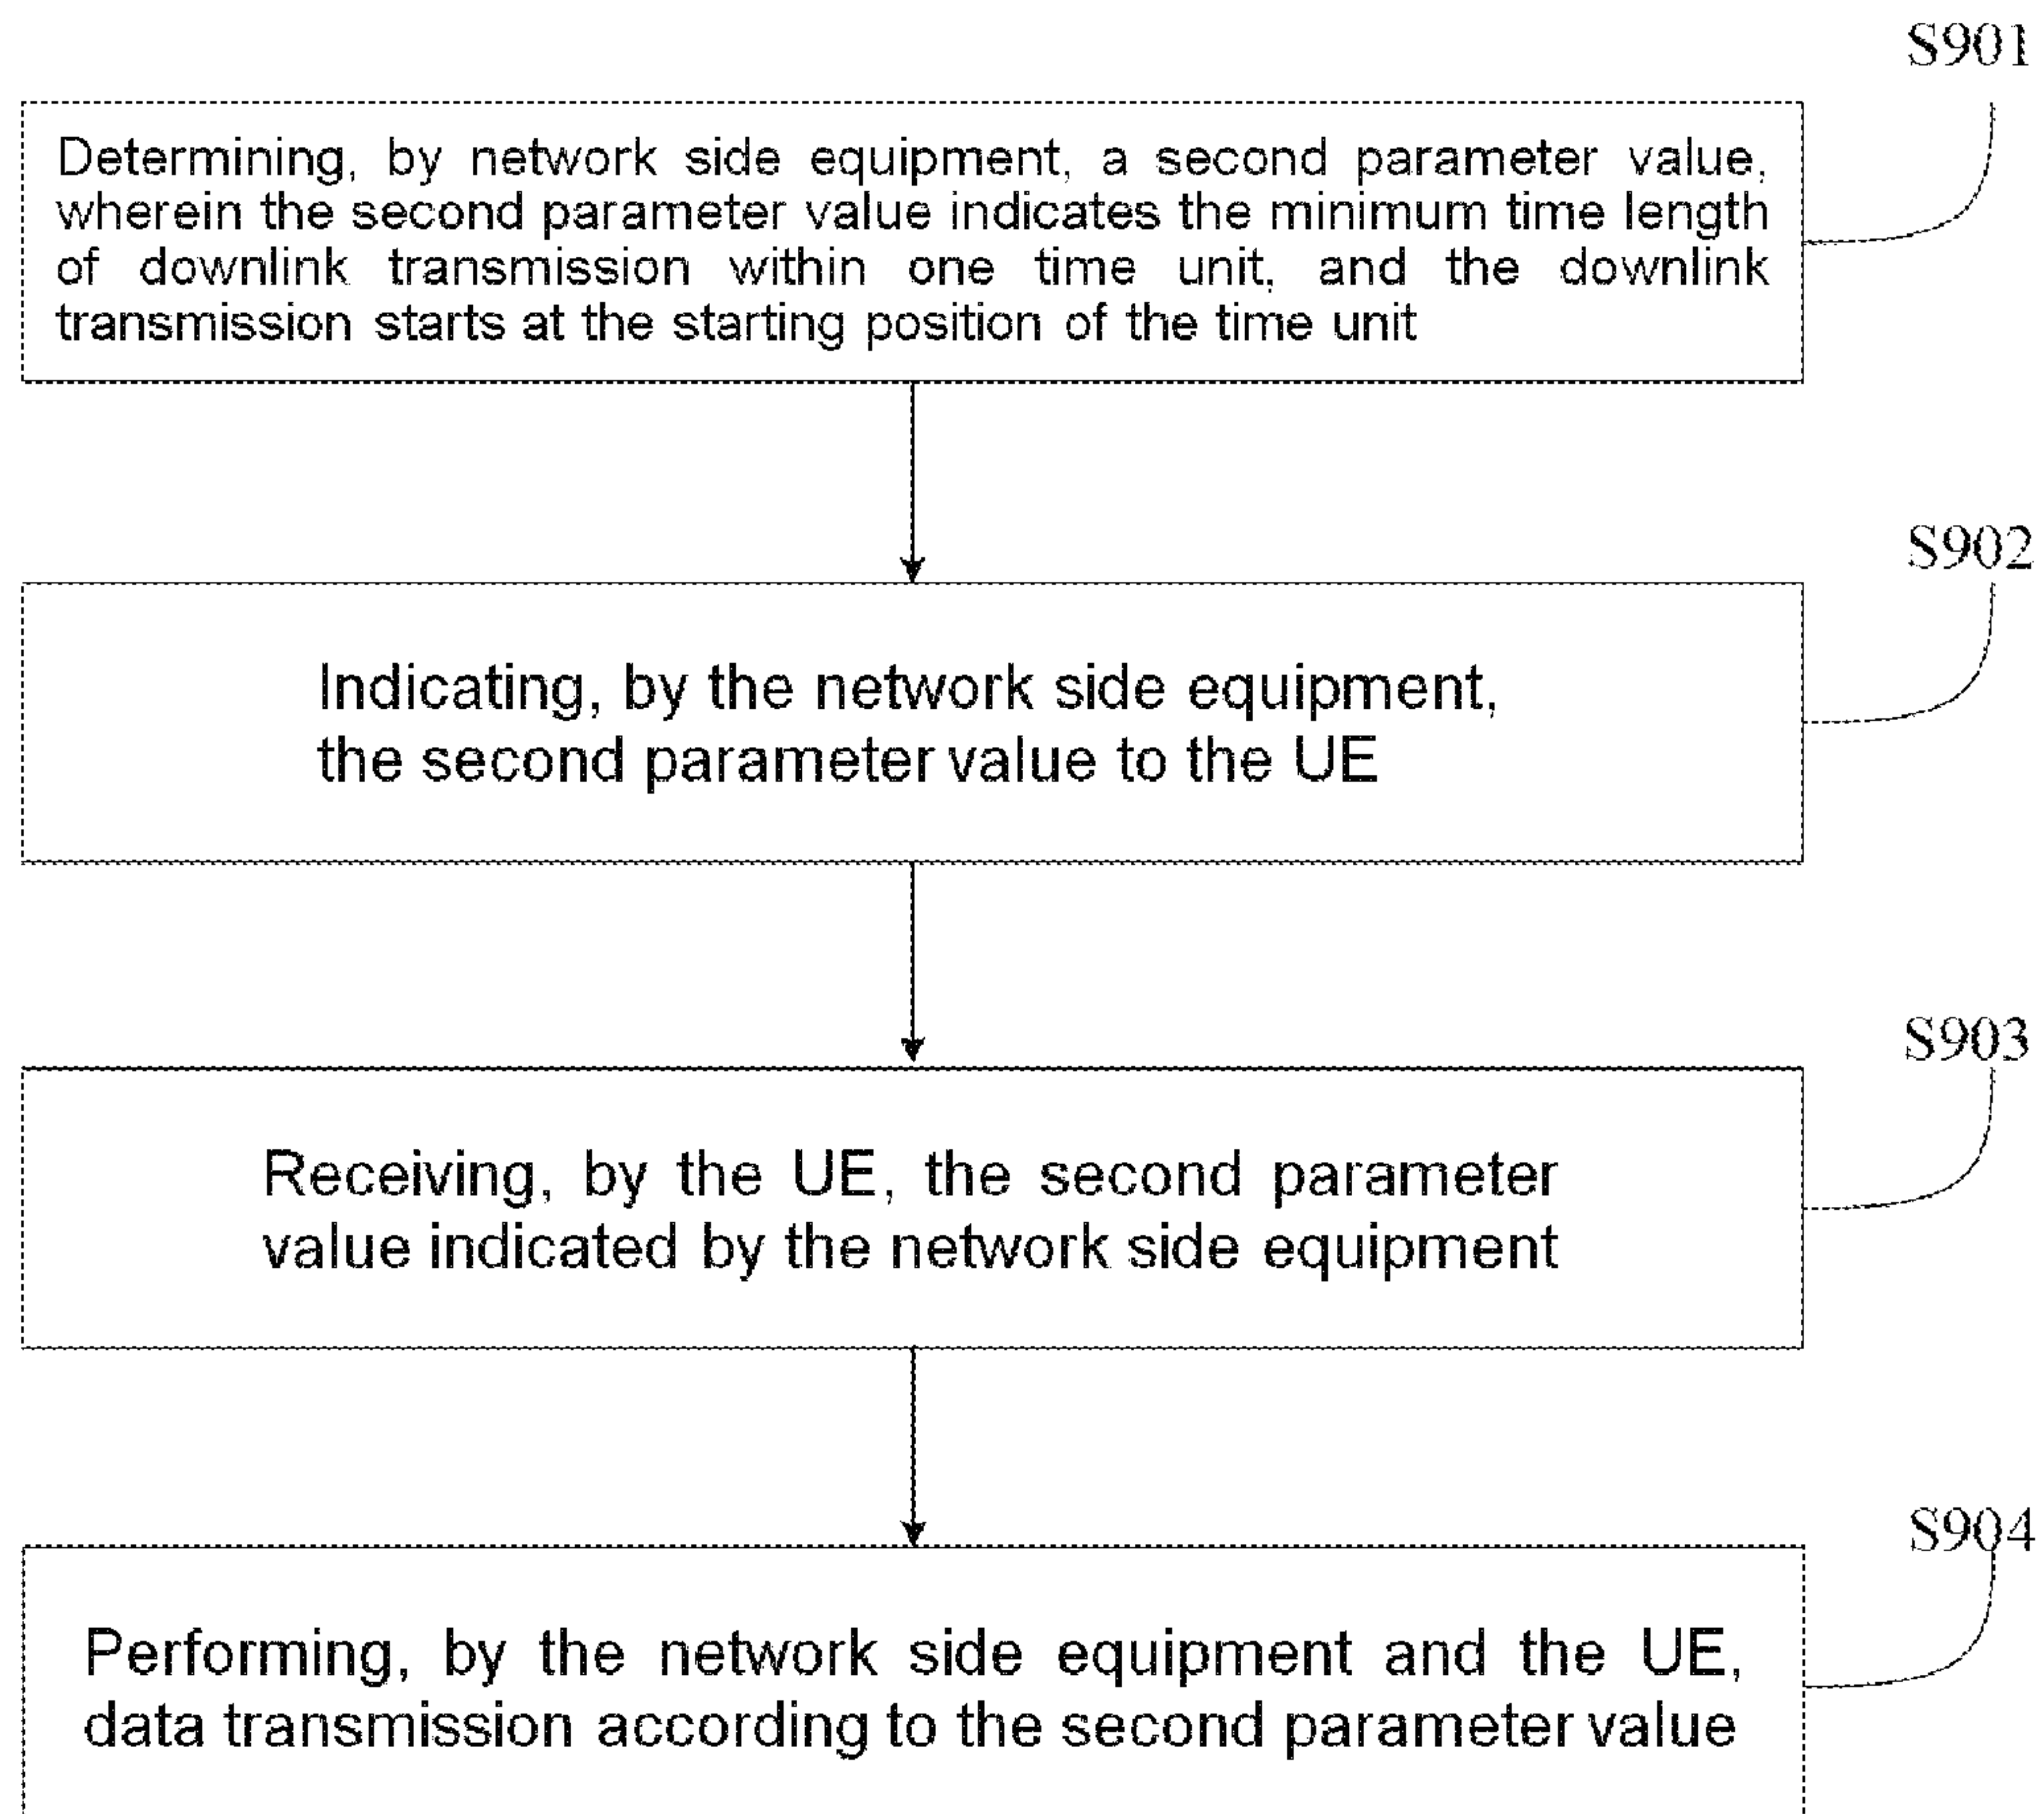 S901
Determining, by network side equipment, a second parameter value,
wherein the second parameter value indicates the minimum time length
of downlink transmission within one time unit, and the downlink
transmission starts at the starting position of the time unit
S902
Indicating, by the network side equipment,
the second parameter value to the UE
S903
Receiving, by the UE, the second parameter
value indicated by the network side equipment
S904
Performing, by the network side equipment and the UE,
data transmission according to the second parameter value